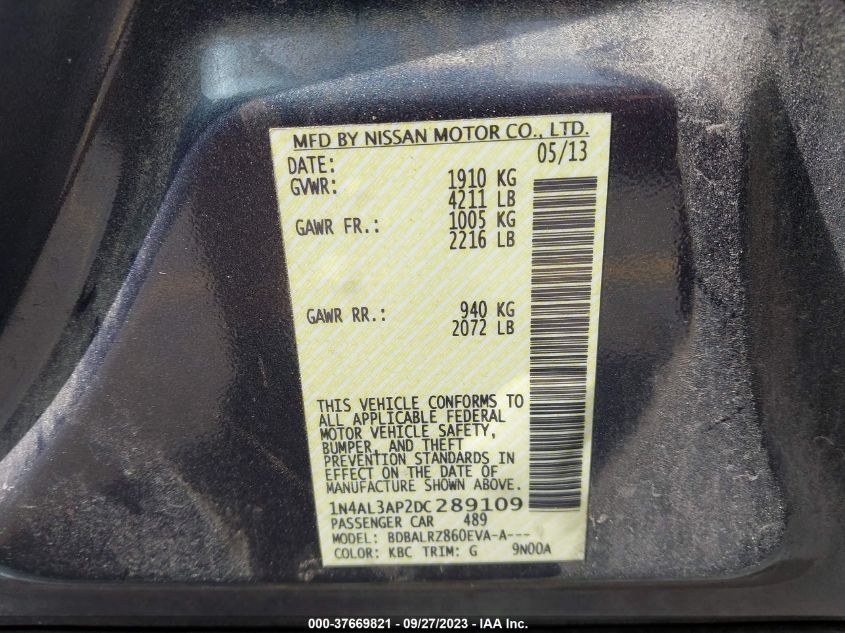 MFD BY NISSAN MOTOR CO., LTD.
DATE: 05/13
GVWR: 1910 KG
4211 LB
GAWR FR.: 1005 KG
2216 LB
GAWR RR.: 940 KG
2072 LB
THIS VEHICLE CONFORMS TO
ALL APPLICABLE FEDERAL
MOTOR VEHICLE SAFETY,
BUMPER, AND THEFT
PREVENTION STANDARDS IN
EFFECT ON THE DATE OF
MANUFACTURE SHOWN ABOVE.
1N4AL3AP2DC289109
PASSENGER CAR 489
MODEL: BDBALRZ860EVA-A---
COLOR: KBC TRIM: G 9N00A
000-37669821 - 09/27/2023 - IAA Inc.